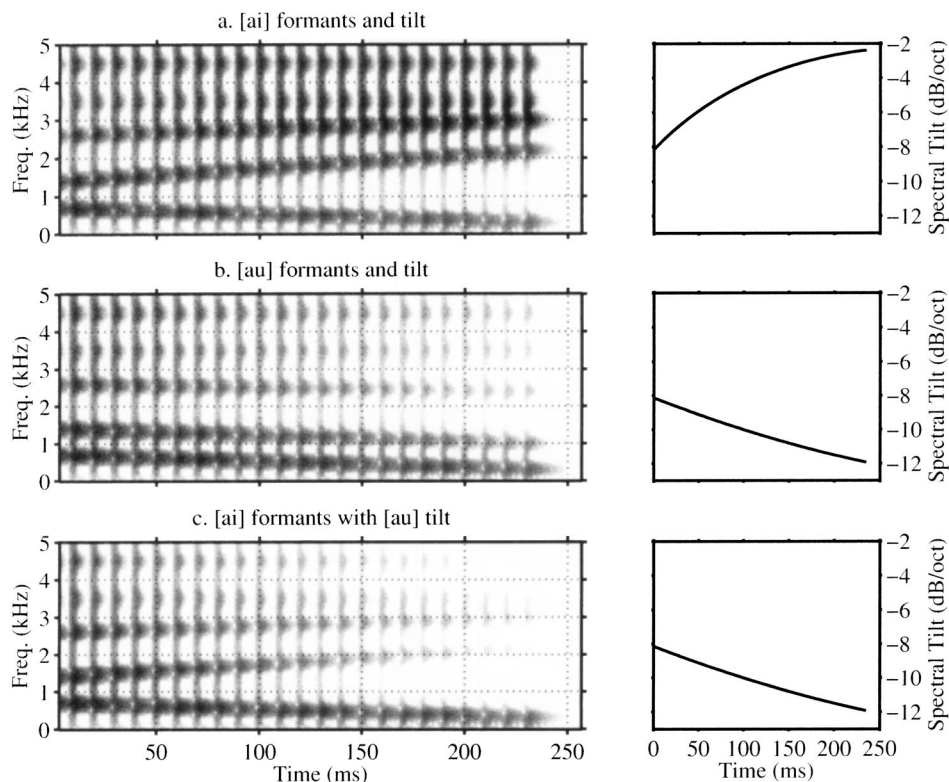 a. [ai] formants and tilt
5
4
3
2
1
0
Freq. (kHz)
−2
−4
−6
−8
−10
−12
Spectral Tilt (dB/oct)
b. [au] formants and tilt
5
4
3
2
1
0
Freq. (kHz)
−2
−4
−6
−8
−10
−12
Spectral Tilt (dB/oct)
c. [ai] formants with [au] tilt
5
4
3
2
1
0
Freq. (kHz)
50 100 150 200 250
Time (ms)
−2
−4
−6
−8
−10
−12
Spectral Tilt (dB/oct)
0 50 100 150 200 250
Time (ms)